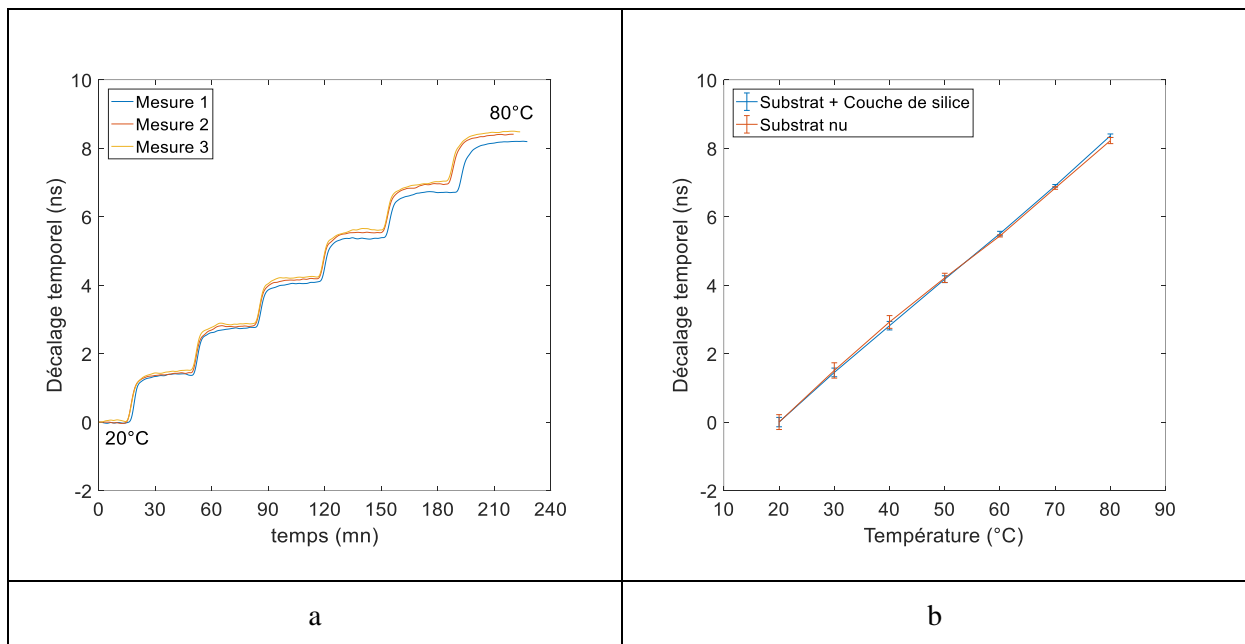 10
8
6
4
2
0
-2
Décalage temporel (ns)
Mesure 1
Mesure 2
Mesure 3
80°C
20°C
0 30 60 90 120 150 180 210 240
temps (mn)
a
10
8
6
4
2
0
-2
Décalage temporel (ns)
Substrat + Couche de silice
Substrat nu
10 20 30 40 50 60 70 80 90
Température (°C)
b